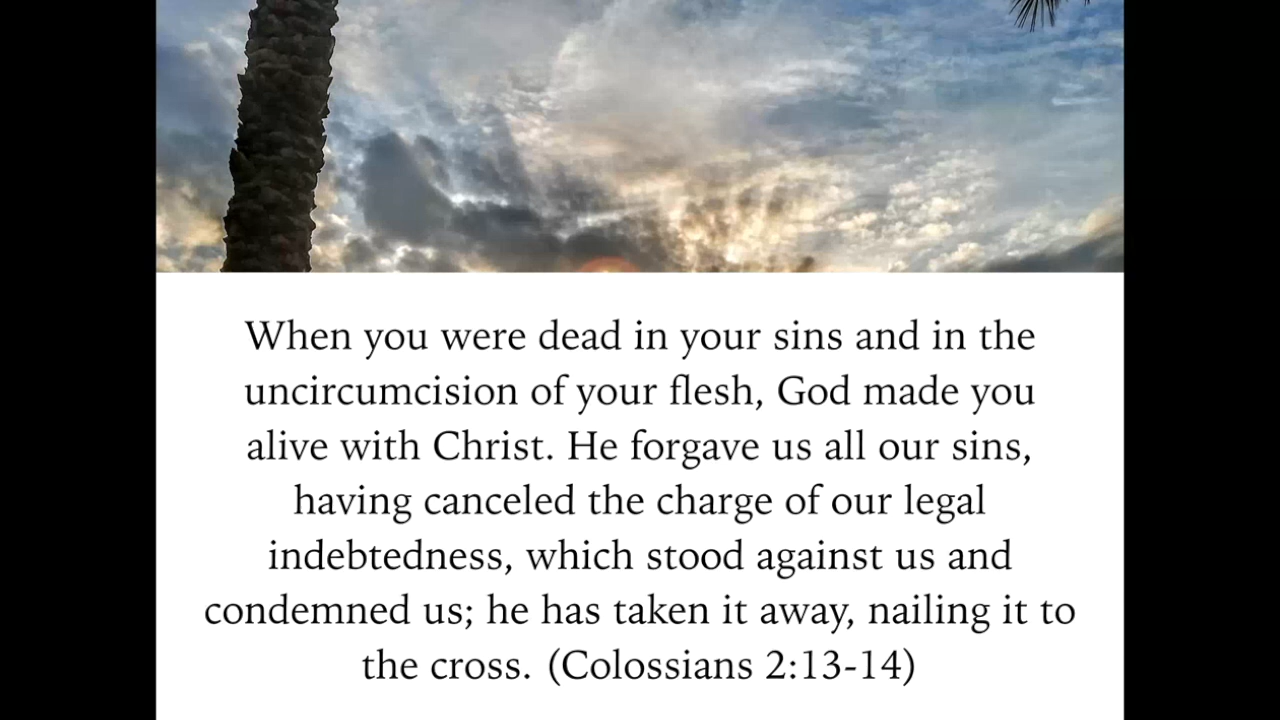 When you were dead in your sins and in the
uncircumcision of your flesh, God made you
alive with Christ. He forgave us all our sins,
having canceled the charge of our legal
indebtedness, which stood against us and
condemned us; he has taken it away, nailing it to
the cross. (Colossians 2:13-14)